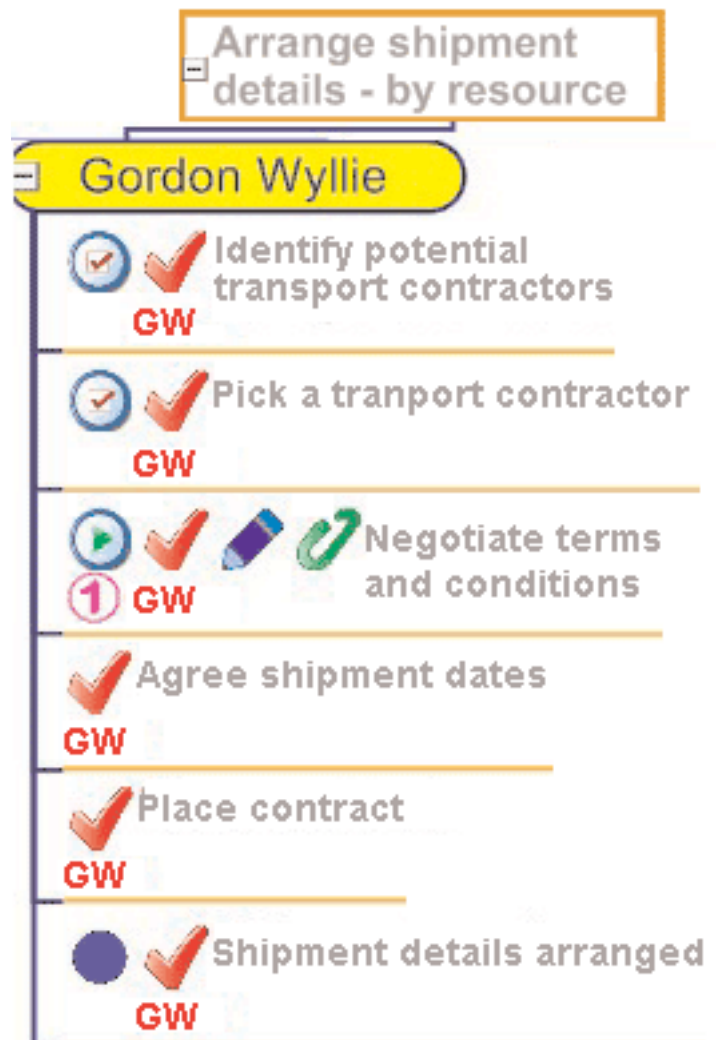 Arrange shipment
details - by resource
Gordon Wyllie
Identify potential
transport contractors
GW
Pick a tranport contractor
GW
Negotiate terms
and conditions
1 GW
Agree shipment dates
GW
Place contract
GW
Shipment details arranged
GW